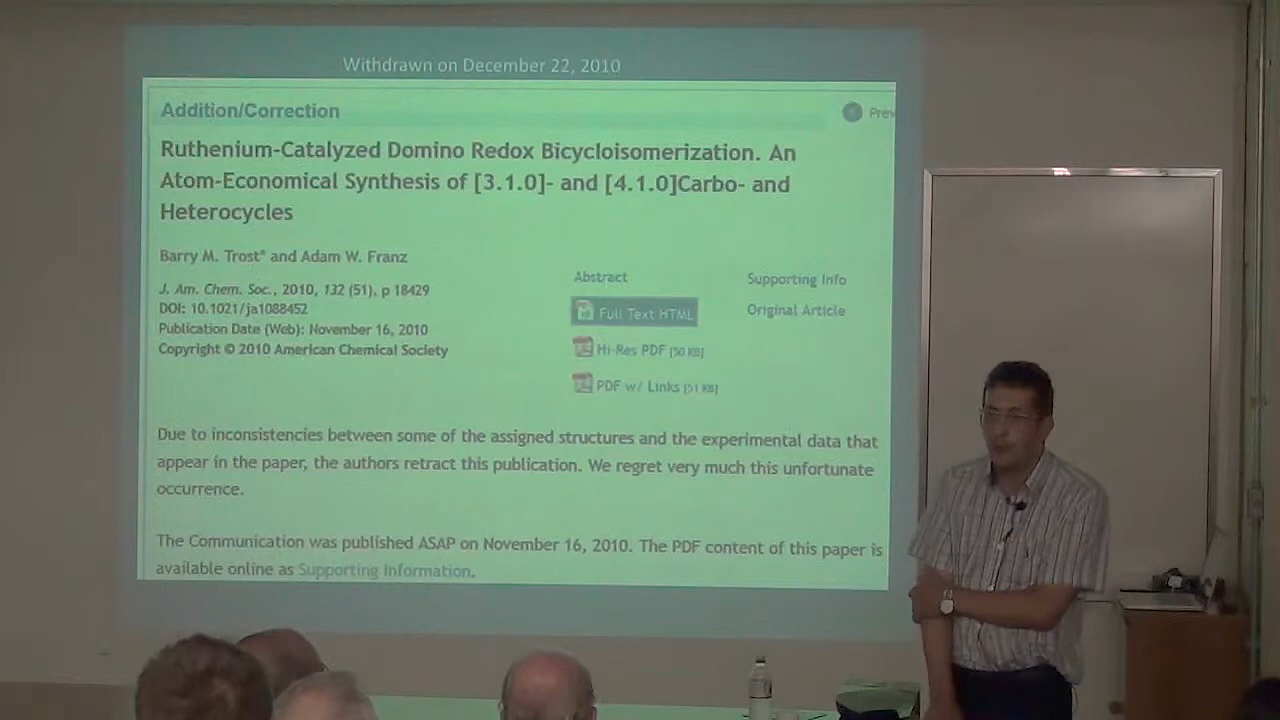 Withdrawn on December 22, 2010
Addition/Correction
Prev
Ruthenium-Catalyzed Domino Redox Bicycloisomerization. An
Atom-Economical Synthesis of [3.1.0]- and [4.1.0]Carbo- and
Heterocycles
Barry M. Trost* and Adam W. Franz
J. Am. Chem. Soc., 2010, 132 (51), p 18429
DOI: 10.1021/ja1088452
Publication Date (Web): November 16, 2010
Copyright © 2010 American Chemical Society
Abstract
Full Text HTML
Hi-Res PDF [50 KB]
PDF w/ Links [51 KB]
Supporting Info
Original Article
Due to inconsistencies between some of the assigned structures and the experimental data that
appear in the paper, the authors retract this publication. We regret very much this unfortunate
occurrence.
The Communication was published ASAP on November 16, 2010. The PDF content of this paper is
available online as Supporting Information.